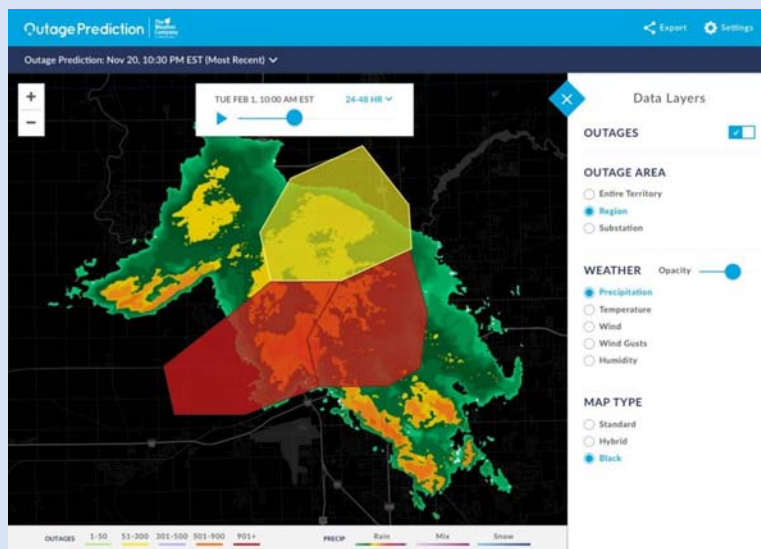 Outage Prediction
The
Weather
Company
Export
Settings
Outage Prediction: Nov 20, 10:30 PM EST (Most Recent)
+
−
TUE FEB 1, 10:00 AM EST
24-48 HR
Data Layers
OUTAGES
OUTAGE AREA
Entire Territory
Region
Substation
WEATHER
Opacity
Precipitation
Temperature
Wind
Wind Gusts
Humidity
MAP TYPE
Standard
Hybrid
Black
OUTAGES 1-50 51-300 301-500 501-900 901+ PRECIP Rain Mix Snow